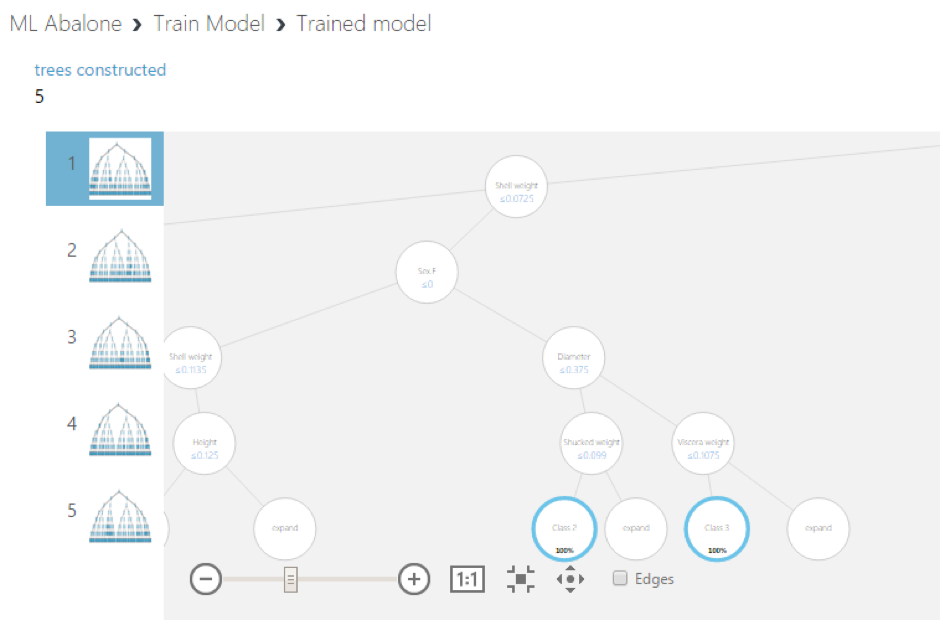 ML Abalone ❯ Train Model ❯ Trained model
trees constructed
5
1
2
3
4
5
Shell weight
≤0.0725
Sex F
≤0
Shell weight
≤0.1135
Diameter
≤0.375
Height
≤0.125
Shucked weight
≤0.099
Viscera weight
≤0.1075
expand
Class 2
100%
expand
Class 3
100%
expand
1:1
Edges